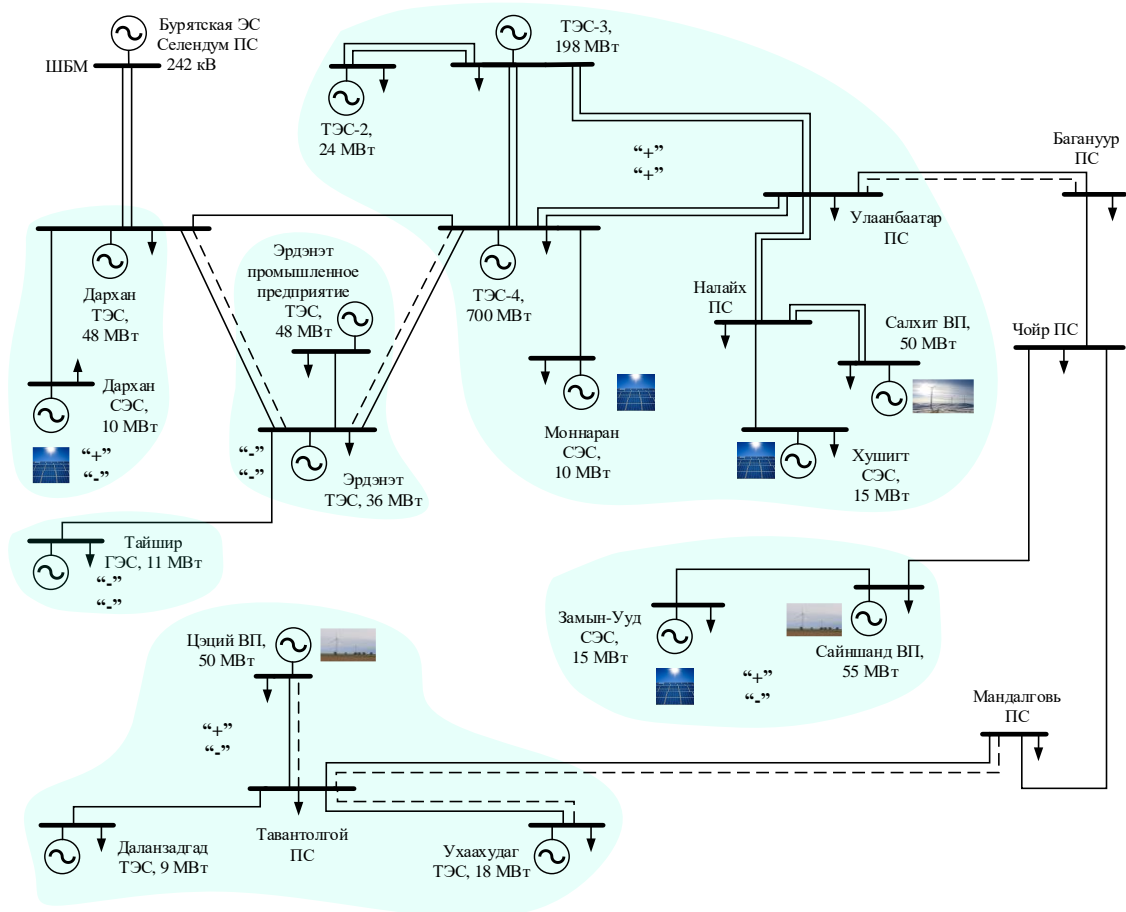 Бурятская ЭС
Селендум ПС
242 кВ
ШБМ
ТЭС-3,
198 МВт
ТЭС-2,
24 МВт
“+”
“+”
Багануур
ПС
Улаанбаатар
ПС
Дархан
ТЭС,
48 МВт
Эрдэнэт
промышленное
предприятие
ТЭС,
48 МВт
ТЭС-4,
700 МВт
Налайх
ПС
Салхит ВП,
50 МВт
Чойр ПС
Дархан
СЭС,
10 МВт
“+”
“-”
“-”
“-”
Эрдэнэт
ТЭС, 36 МВт
Моннаран
СЭС,
10 МВт
Хушигт
СЭС,
15 МВт
Тайшир
ГЭС, 11 МВт
“-”
“-”
Замын-Ууд
СЭС,
15 МВт
“+”
“-”
Сайншанд ВП,
55 МВт
Цэций ВП,
50 МВт
“+”
“-”
Мандалговь
ПС
Тавантолгой
ПС
Даланзадгад
ТЭС, 9 МВт
Ухаахудаг
ТЭС, 18 МВт